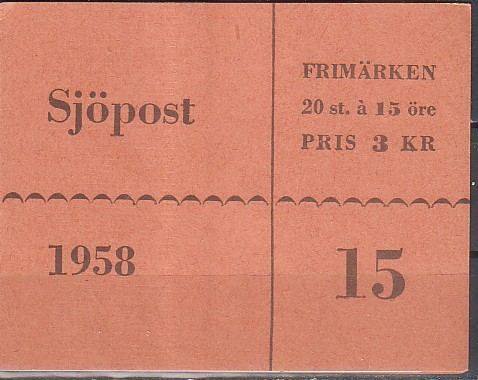 Sjöpost
1958
FRIMÄRKEN
20 st. à 15 öre
PRIS 3 KR
15